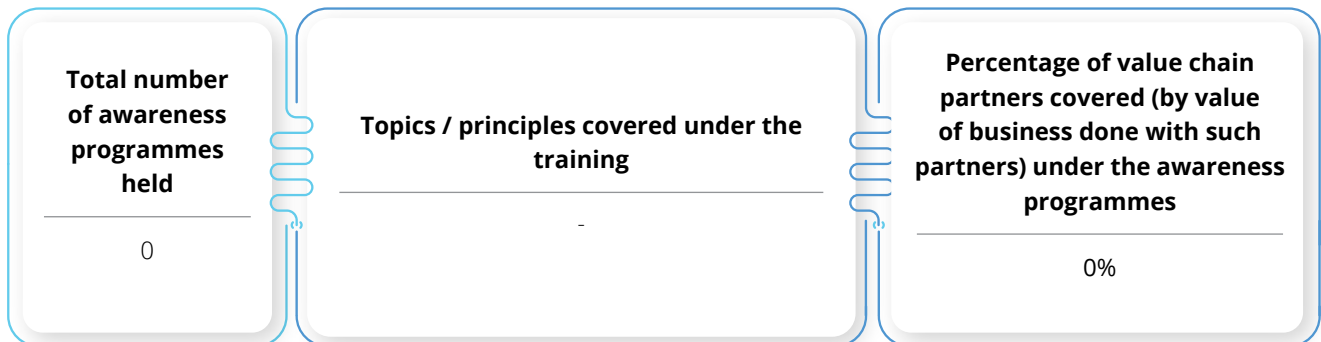 Total number
of awareness
programmes
held
0
Topics / principles covered under the
training
-
Percentage of value chain
partners covered (by value
of business done with such
partners) under the awareness
programmes
0%